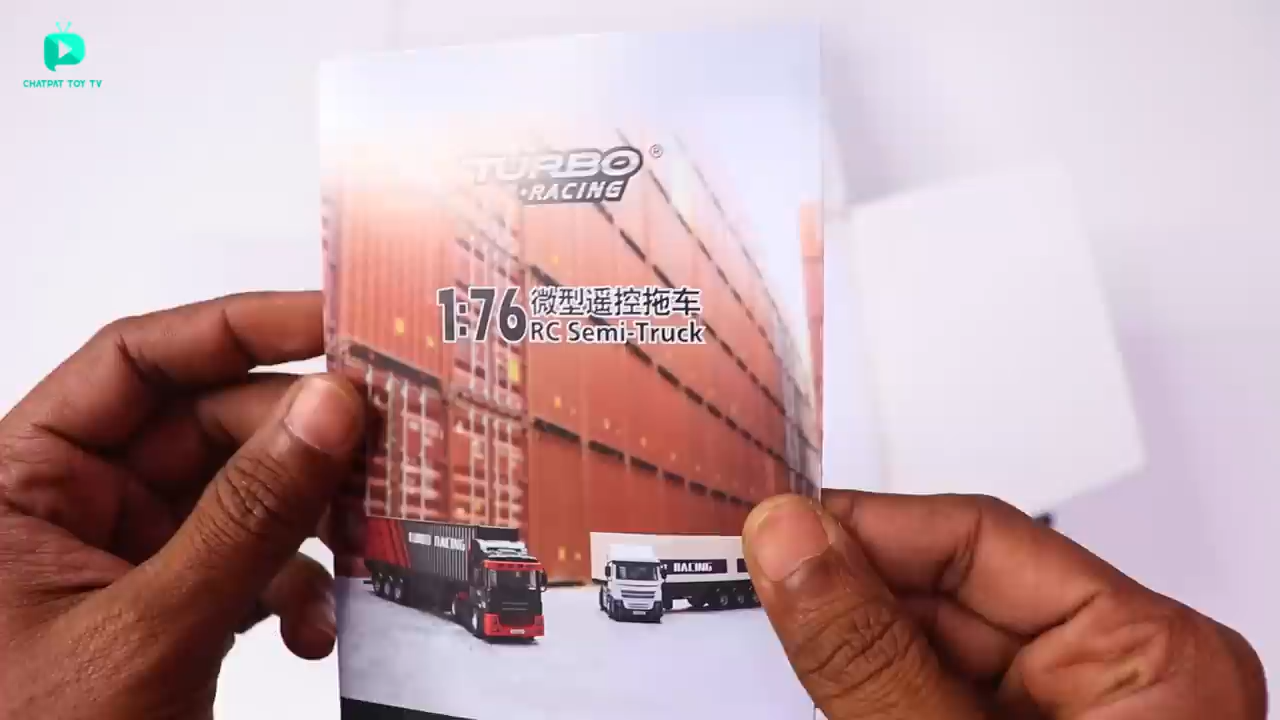 CHATPAT TOY TV
TURBO ®
RACING
1:76 微型遥控拖车
RC Semi-Truck
RACING
RACING